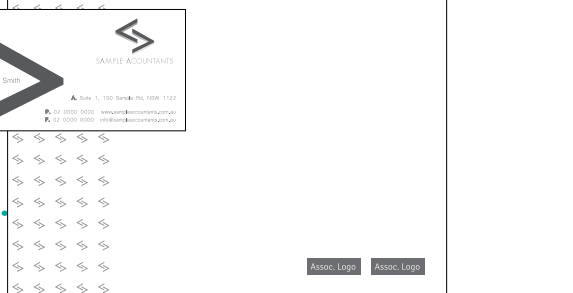 SAMPLE ACOUNTANTS
Smith
A. Suite 1, 100 Sample Rd, NSW 1122
P. 02 0000 0000 www.sampleaccountants.com.au
F. 02 0000 0000 info@sampleaccountants.com.au
Assoc. Logo Assoc. Logo